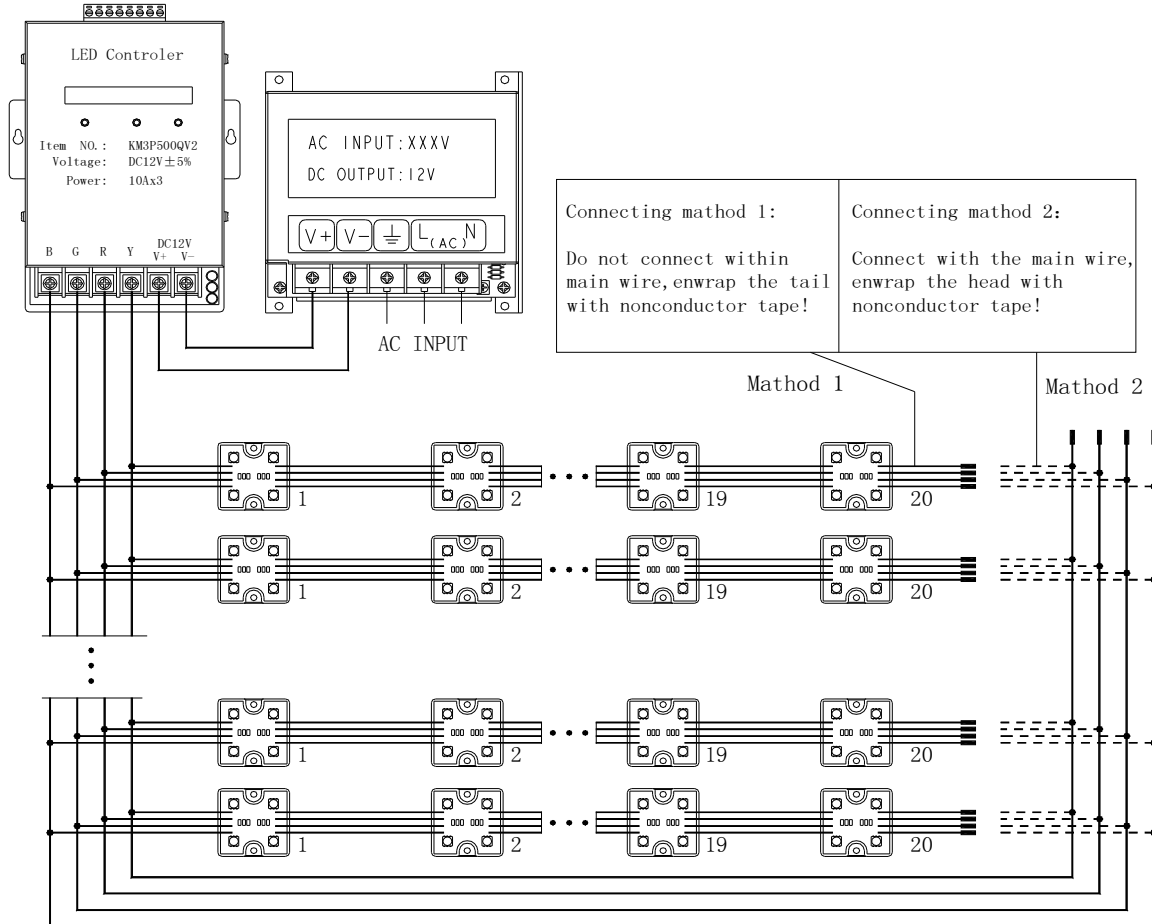 LED Controler
Item NO.: KM3P500QV2
Voltage: DC12V±5%
Power: 10Ax3
B G R Y DC12V
V+ V-
AC INPUT:XXXV
DC OUTPUT:12V
V+ V- L(AC)N
AC INPUT
Connecting mathod 1:
Do not connect within
main wire,enwrap the tail
with nonconductor tape!
Connecting mathod 2:
Connect with the main wire,
enwrap the head with
nonconductor tape!
Mathod 1
Mathod 2
1 2 19 20
1 2 19 20
1 2 19 20
1 2 19 20